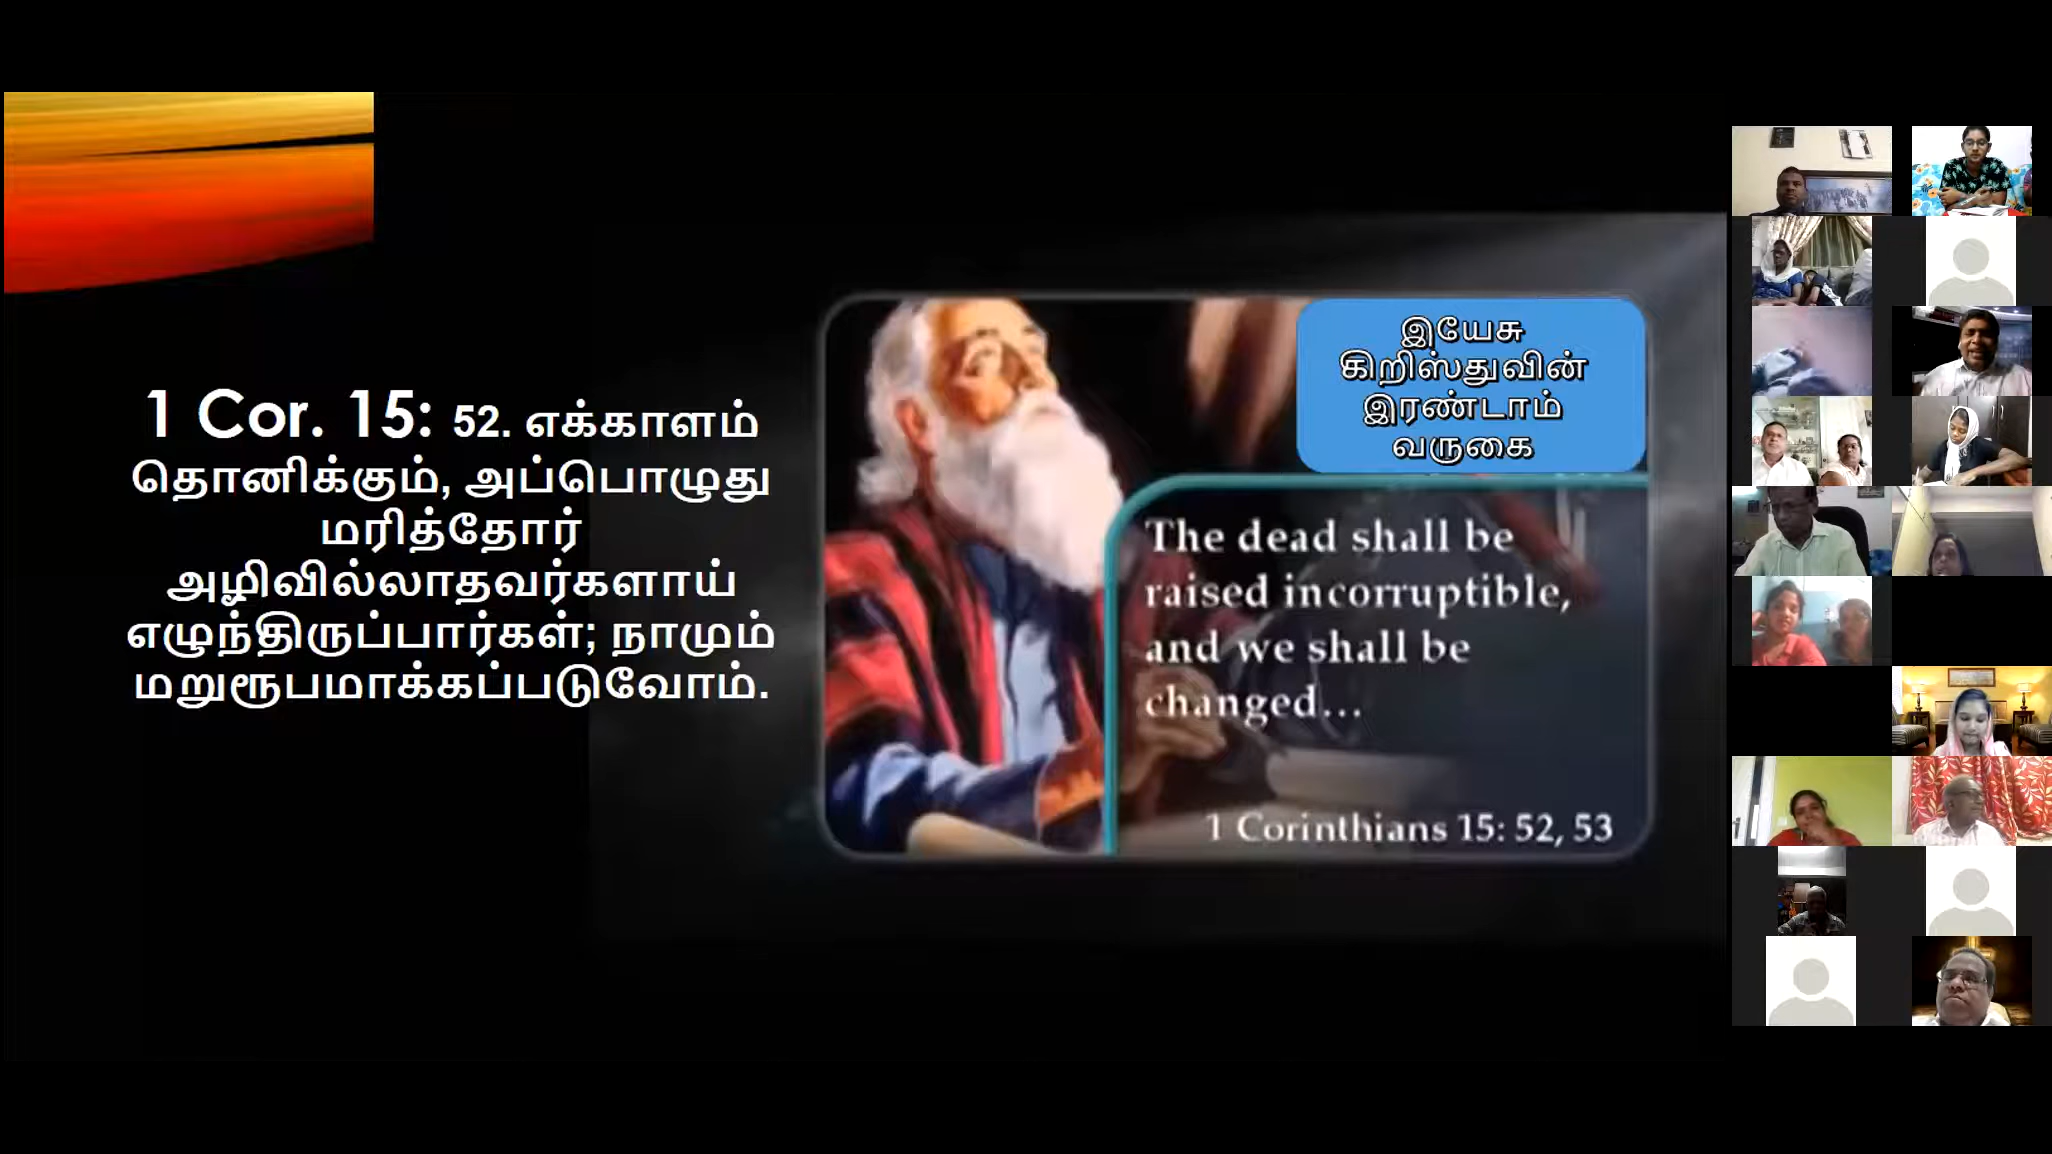 1 Cor. 15: 52. எக்காளம்
தொனிக்கும், அப்பொழுது
மரித்தோர்
அழிவில்லாதவர்களாய்
எழுந்திருப்பார்கள்; நாமும்
மறுரூபமாக்கப்படுவோம்.
இயேசு
கிறிஸ்துவின்
இரண்டாம்
வருகை
The dead shall be
raised incorruptible,
and we shall be
changed...
1 Corinthians 15: 52, 53